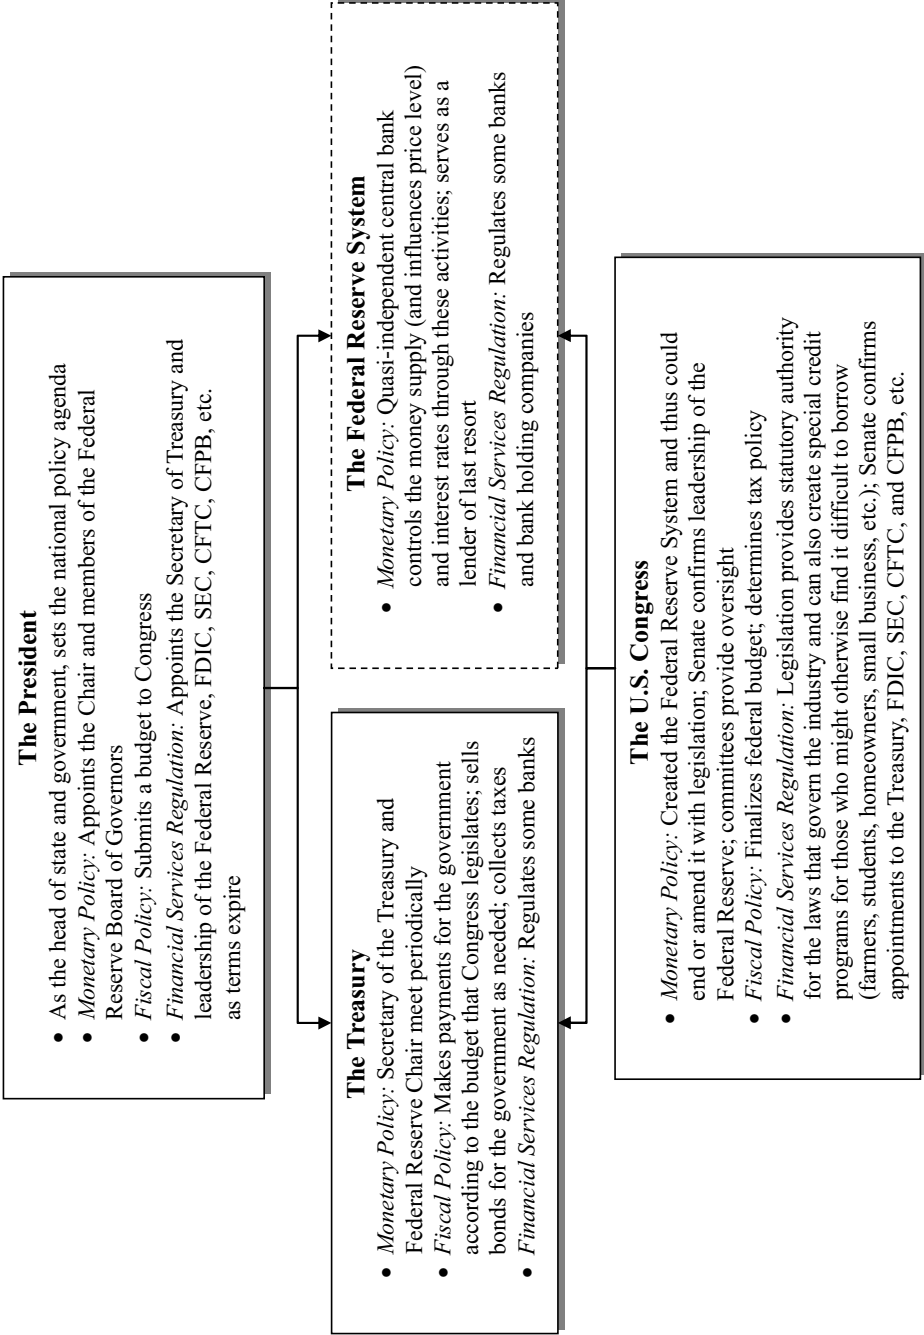 The President
• As the head of state and government, sets the national policy agenda
• Monetary Policy: Appoints the Chair and members of the Federal
Reserve Board of Governors
• Fiscal Policy: Submits a budget to Congress
• Financial Services Regulation: Appoints the Secretary of Treasury and
leadership of the Federal Reserve, FDIC, SEC, CFTC, CFPB, etc.
as terms expire
The Treasury
• Monetary Policy: Secretary of the Treasury and
Federal Reserve Chair meet periodically
• Fiscal Policy: Makes payments for the government
according to the budget that Congress legislates; sells
bonds for the government as needed; collects taxes
• Financial Services Regulation: Regulates some banks
The Federal Reserve System
• Monetary Policy: Quasi-independent central bank
controls the money supply (and influences price level)
and interest rates through these activities; serves as a
lender of last resort
• Financial Services Regulation: Regulates some banks
and bank holding companies
The U.S. Congress
• Monetary Policy: Created the Federal Reserve System and thus could
end or amend it with legislation; Senate confirms leadership of the
Federal Reserve; committees provide oversight
• Fiscal Policy: Finalizes federal budget; determines tax policy
• Financial Services Regulation: Legislation provides statutory authority
for the laws that govern the industry and can also create special credit
programs for those who might otherwise find it difficult to borrow
(farmers, students, homeowners, small business, etc.); Senate confirms
appointments to the Treasury, FDIC, SEC, CFTC, and CFPB, etc.